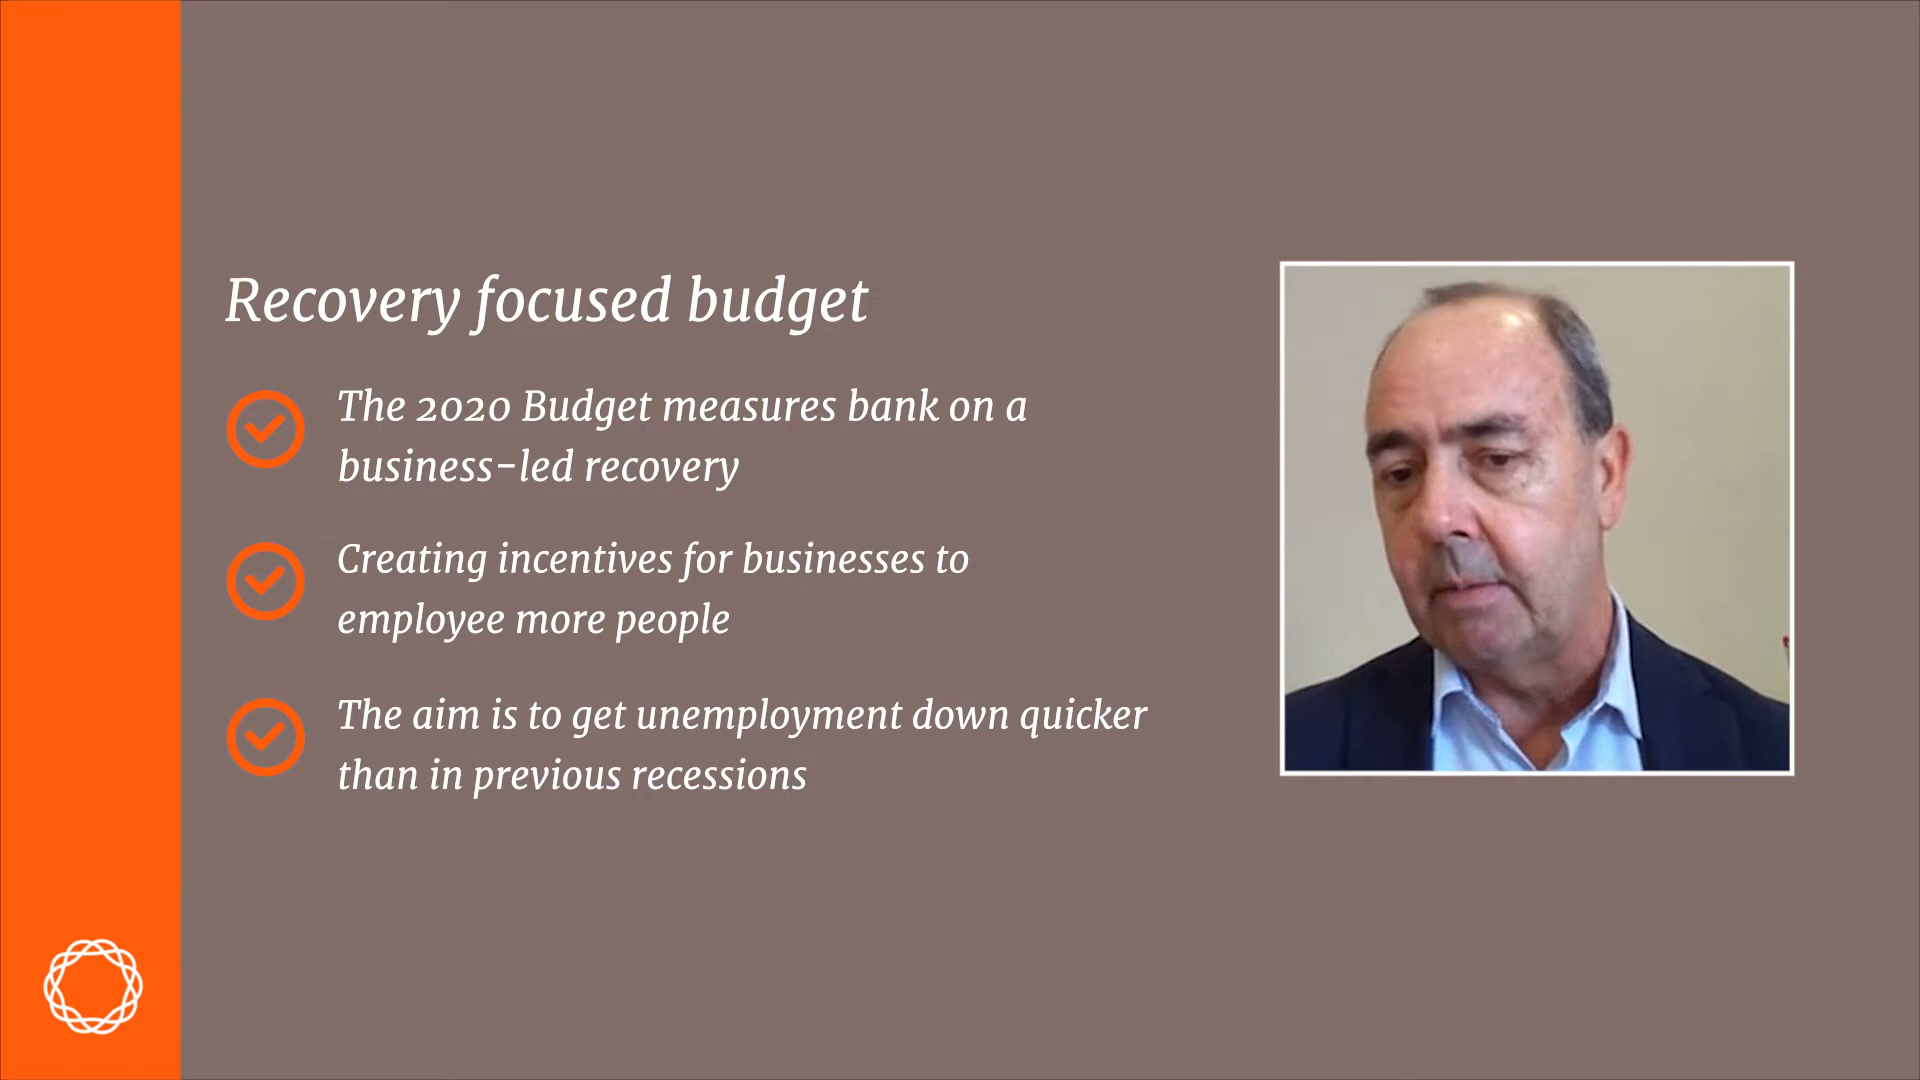 Recovery focused budget
The 2020 Budget measures bank on a
business-led recovery
Creating incentives for businesses to
employee more people
The aim is to get unemployment down quicker
than in previous recessions